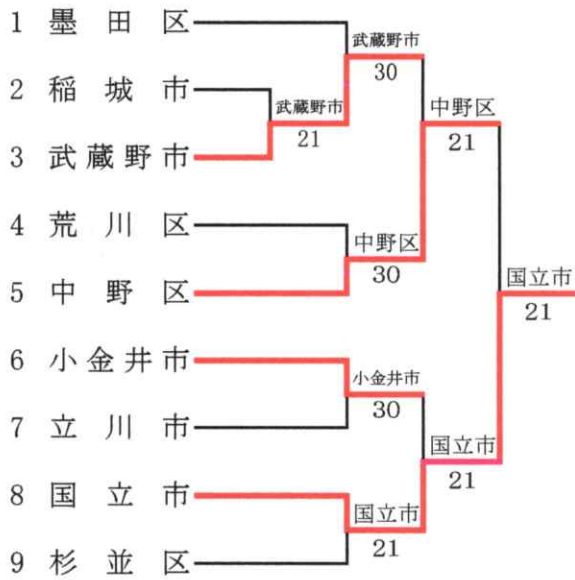 1 墨田区
2 稲城市
3 武蔵野市
4 荒川区
5 中野区
6 小金井市
7 立川市
8 国立市
9 杉並区
武蔵野市
21
武蔵野市
30
中野区
30
小金井市
30
国立市
21
中野区
21
国立市
21
国立市
21